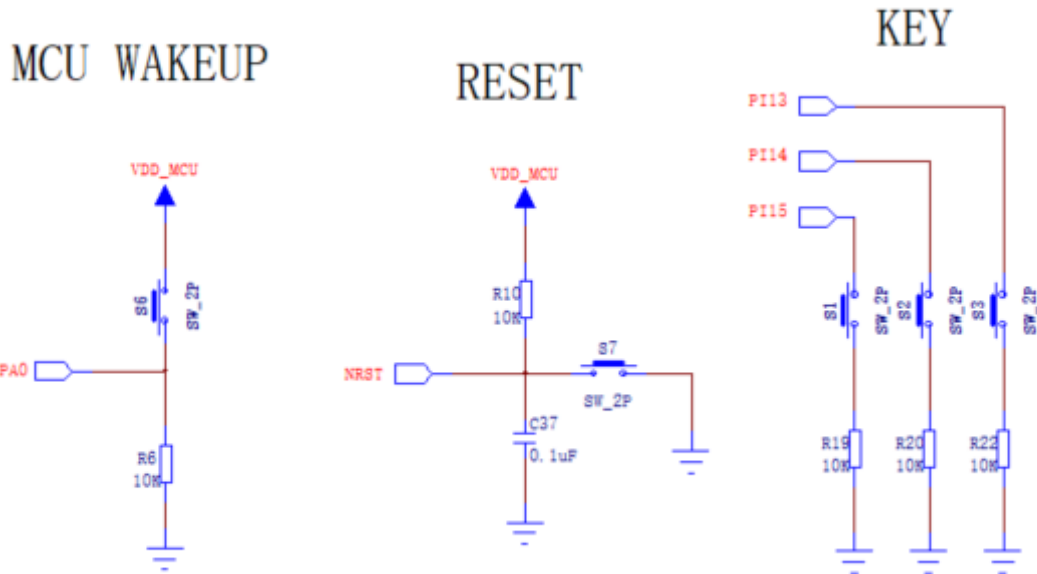 MCU WAKEUP
VDD_MCU
S6
SW_2P
PA0
R6
10K
RESET
VDD_MCU
R10
10K
S7
NRST
SW_2P
C37
0.1uF
KEY
PI13
PI14
PI15
S1
SW_2P
S2
SW_2P
S3
SW_2P
R19
10K
R20
10K
R22
10K